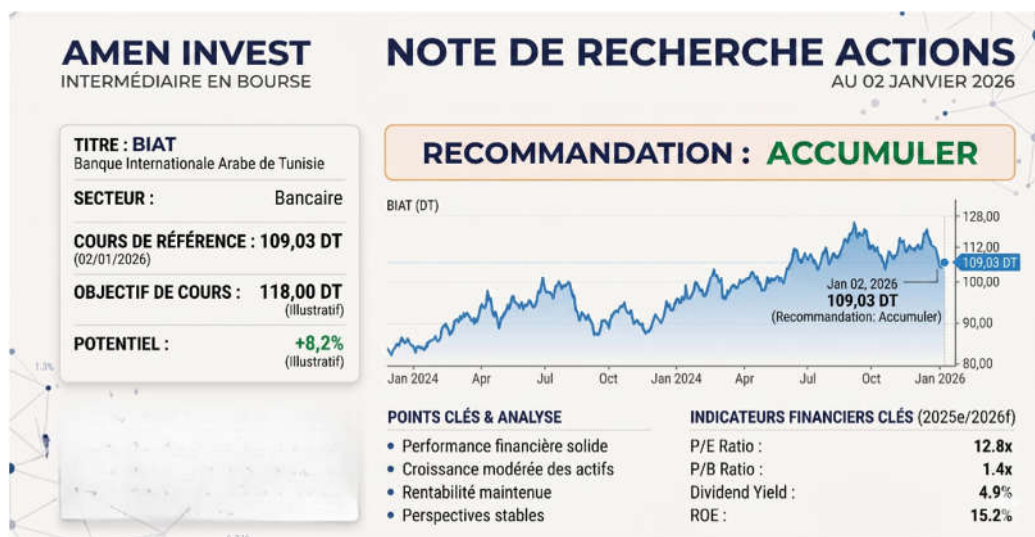 AMEN INVEST
INTERMÉDIAIRE EN BOURSE
NOTE DE RECHERCHE ACTIONS
AU 02 JANVIER 2026
TITRE : BIAT
Banque Internationale Arabe de Tunisie
SECTEUR : Bancaire
COURS DE RÉFÉRENCE : 109,03 DT
(02/01/2026)
OBJECTIF DE COURS : 118,00 DT
(Illustratif)
POTENTIEL : +8,2%
(Illustratif)
RECOMMANDATION : ACCUMULER
BIAT (DT)
128,00
112,00
109,03 DT
100,00
90,00
80,00
Jan 02, 2026
109,03 DT
(Recommandation: Accumuler)
Jan 2024 Apr Jul Oct Jan 2024 Apr Jul Oct Jan 2026
POINTS CLÉS & ANALYSE
• Performance financière solide
• Croissance modérée des actifs
• Rentabilité maintenue
• Perspectives stables
INDICATEURS FINANCIERS CLÉS (2025e/2026f)
P/E Ratio : 12.8x
P/B Ratio : 1.4x
Dividend Yield : 4.9%
ROE : 15.2%
1.3%